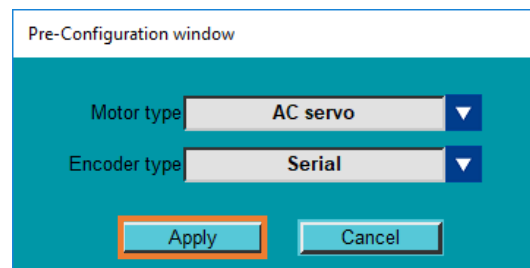 Pre-Configuration window
Motor type AC servo
Encoder type Serial
Apply Cancel